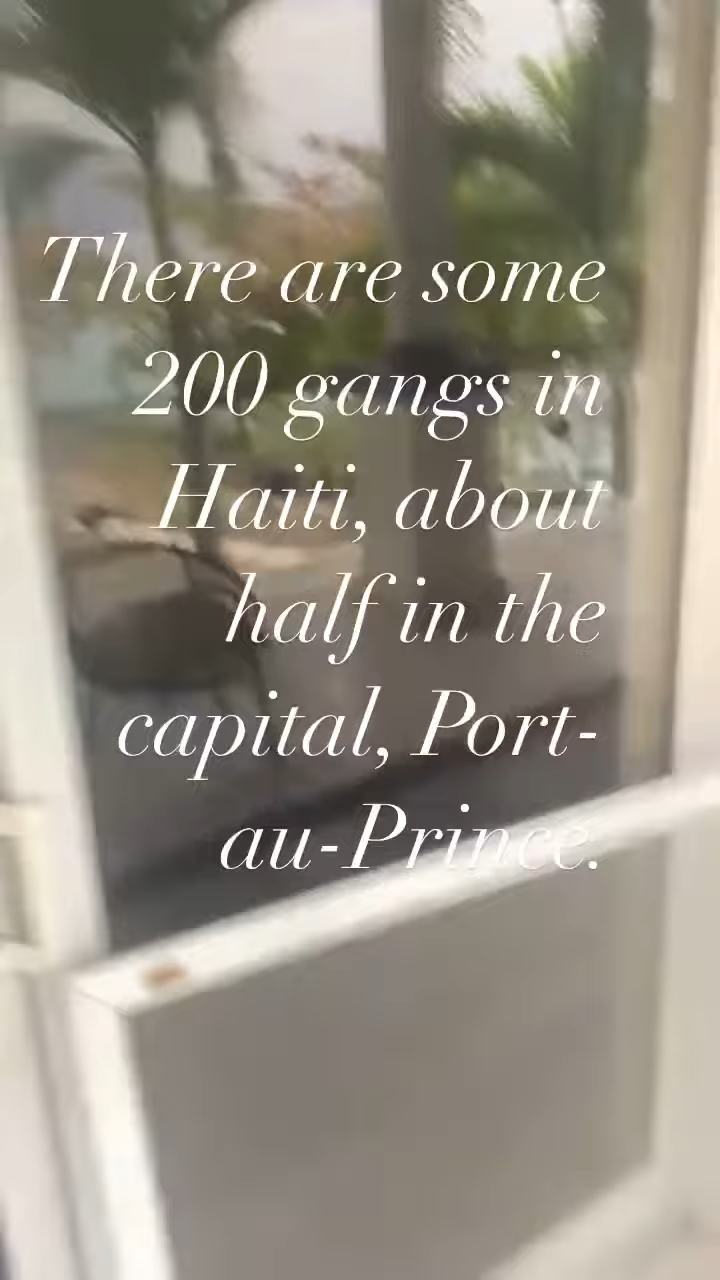 There are some
200 gangs in
Haiti, about
half in the
capital, Port-
au-Prince.